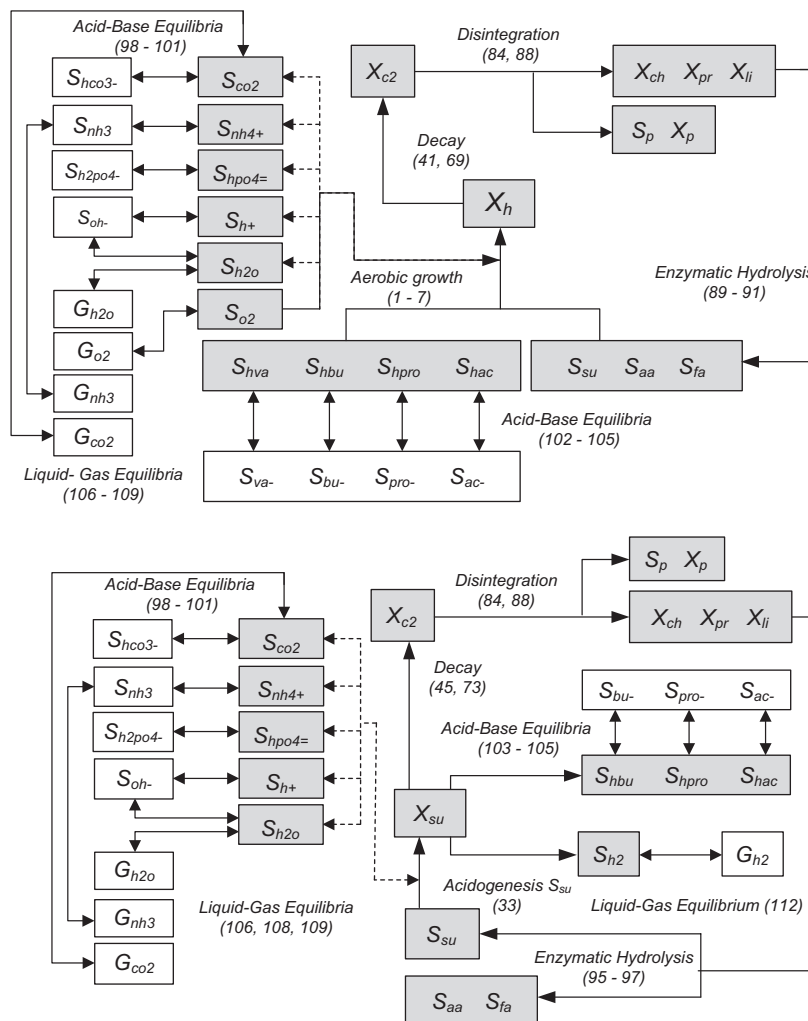 Acid-Base Equilibria
(98 - 101)
Disintegration
(84, 88)
S_hco3-
S_co2
X_c2
X_ch X_pr X_li
S_nh3
S_nh4+
S_p X_p
Decay
(41, 69)
S_h2po4-
S_hpo4=
S_oh-
S_h+
X_h
S_h2o
Aerobic growth
(1 - 7)
Enzymatic Hydrolysis
(89 - 91)
G_h2o
S_o2
G_o2
S_hva S_hbu S_hpro S_hac
S_su S_aa S_fa
G_nh3
G_co2
Acid-Base Equilibria
(102 - 105)
Liquid- Gas Equilibria
(106 - 109)
S_va- S_bu- S_pro- S_ac-
Acid-Base Equilibria
(98 - 101)
Disintegration
(84, 88)
S_p X_p
S_hco3-
S_co2
X_c2
X_ch X_pr X_li
S_nh3
S_nh4+
Decay
(45, 73)
S_bu- S_pro- S_ac-
S_h2po4-
S_hpo4=
Acid-Base Equilibria
(103 - 105)
S_oh-
S_h+
S_hbu S_hpro S_hac
X_su
S_h2o
S_h2
G_h2
G_h2o
Acidogenesis S_su
(33)
Liquid-Gas Equilibrium (112)
G_nh3
Liquid-Gas Equilibria
(106, 108, 109)
S_su
G_co2
Enzymatic Hydrolysis
(95 - 97)
S_aa S_fa